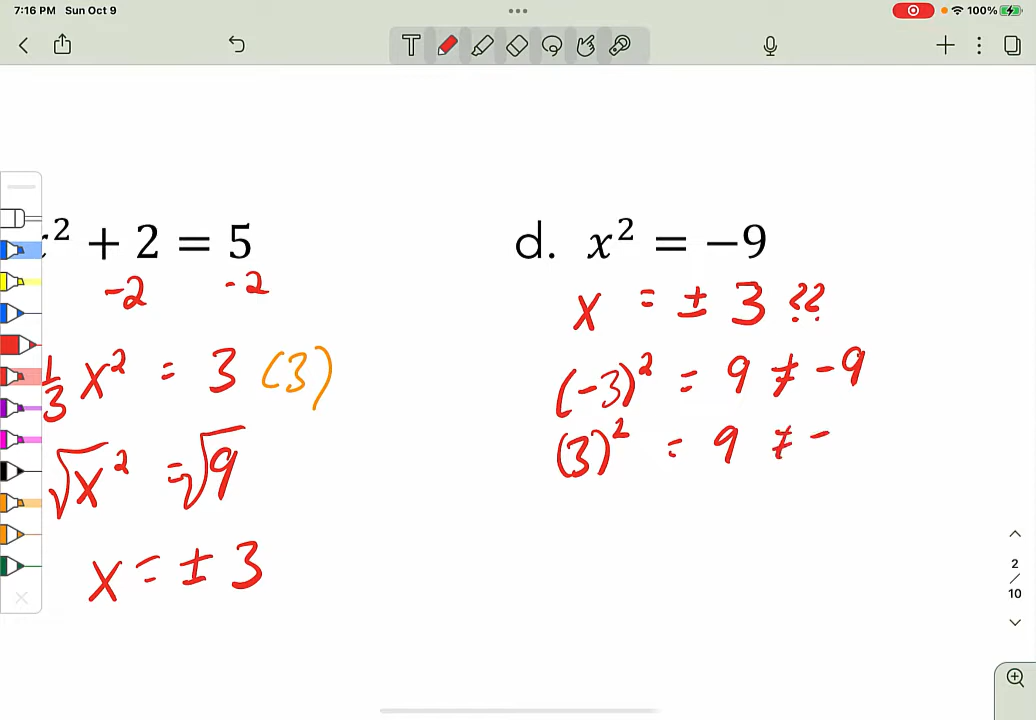 7:16 PM Sun Oct 9
100%
T
² + 2 = 5
-2 -2
1/3 x² = 3 (3)
√x² = √9
x = ± 3
d. x² = −9
x = ± 3 ??
(-3)² = 9 ≠ -9
(3)² = 9 ≠ -
2
/
10